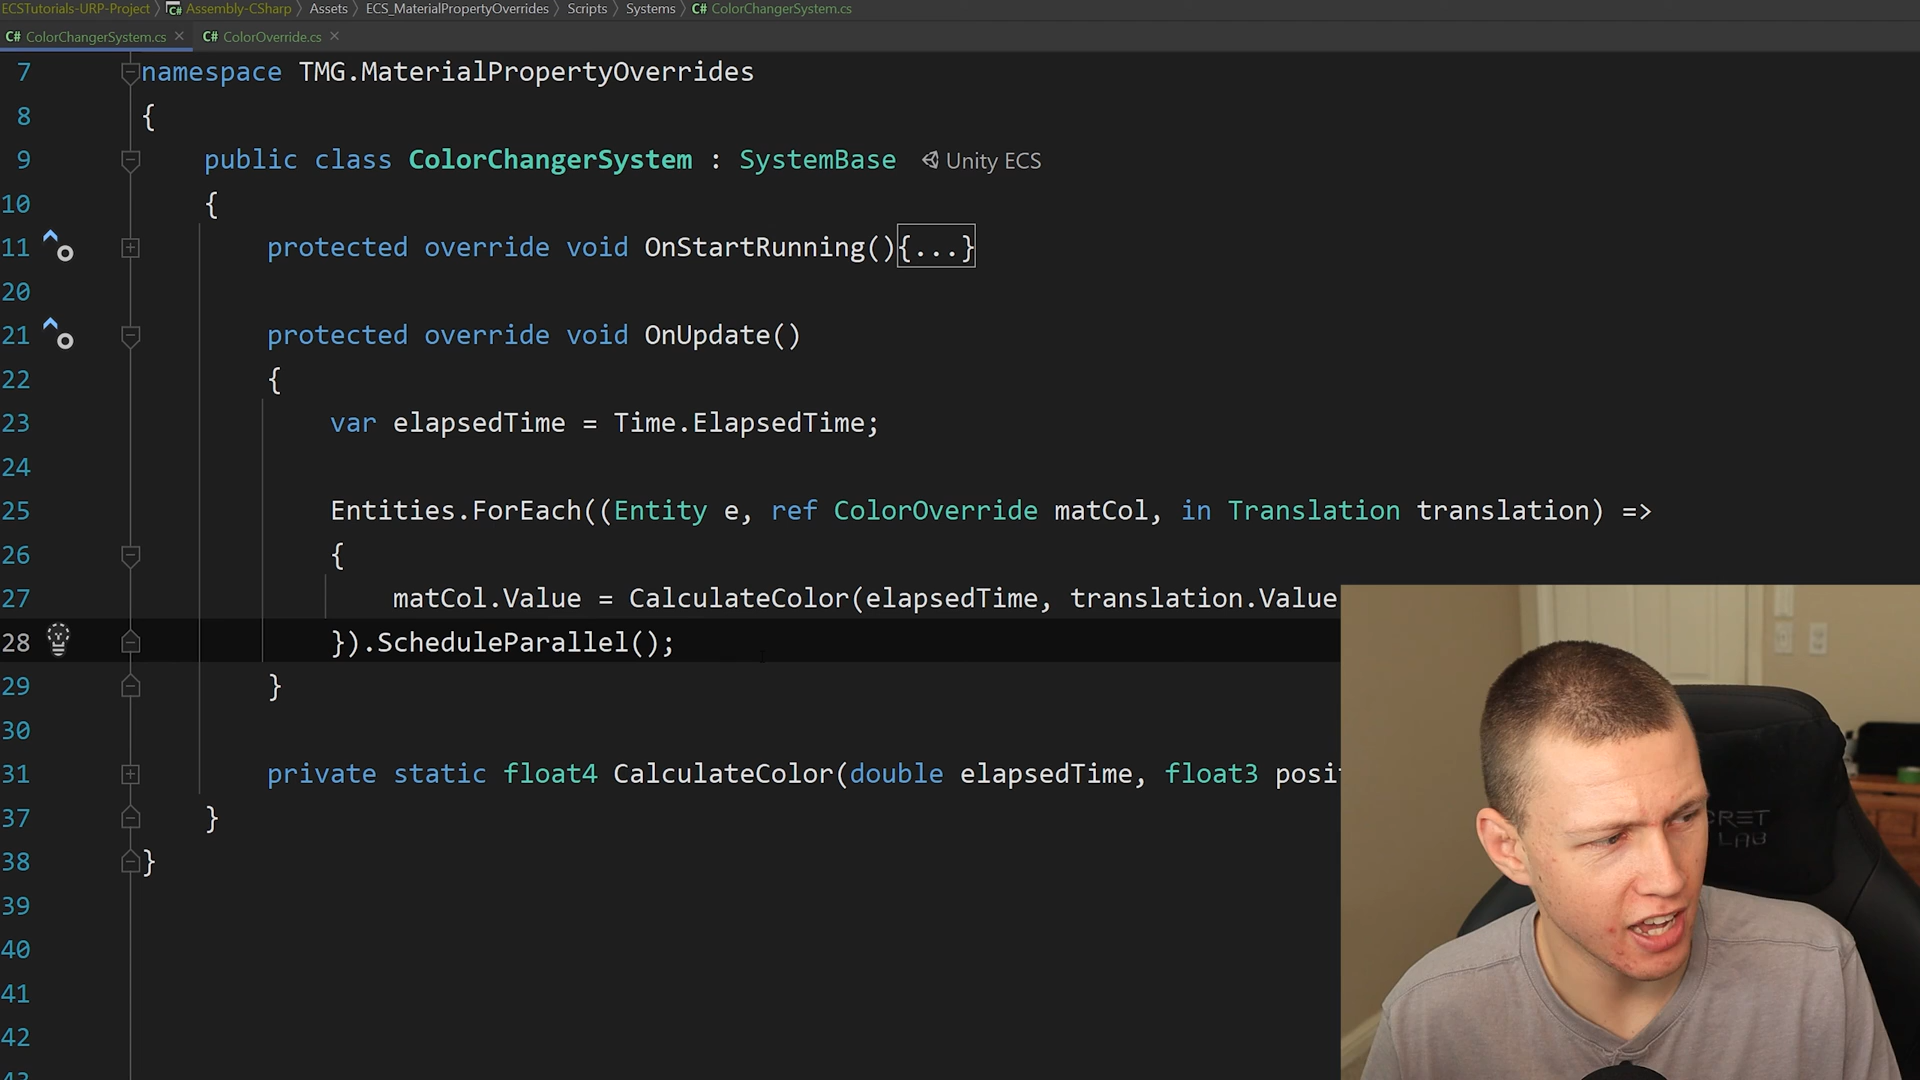 ECSTutorials-URP-Project > Assembly-CSharp > Assets > ECS_MaterialPropertyOverrides > Scripts > Systems > C# ColorChangerSystem.cs
C# ColorChangerSystem.cs × C# ColorOverride.cs ×
7 namespace TMG.MaterialPropertyOverrides
8 {
9 public class ColorChangerSystem : SystemBase Unity ECS
10 {
11 protected override void OnStartRunning(){...}
20
21 protected override void OnUpdate()
22 {
23 var elapsedTime = Time.ElapsedTime;
24
25 Entities.ForEach((Entity e, ref ColorOverride matCol, in Translation translation) =>
26 {
27 matCol.Value = CalculateColor(elapsedTime, translation.Value
28 }).ScheduleParallel();
29 }
30
31 private static float4 CalculateColor(double elapsedTime, float3 posi
37 }
38 }
39
40
41
42
43